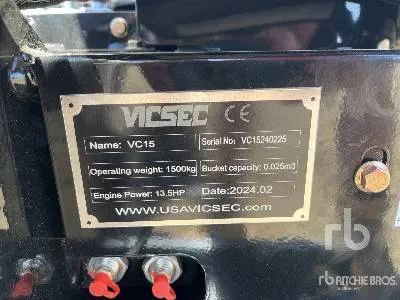 VICSEC CE
Name: VC15 Serial No: VC15240225
Operating weight: 1500kg Bucket capacity: 0.025m3
Engine Power: 13.5HP Date:2024.02
WWW.USAVICSEC.com
rb
rb RITCHIE BROS.